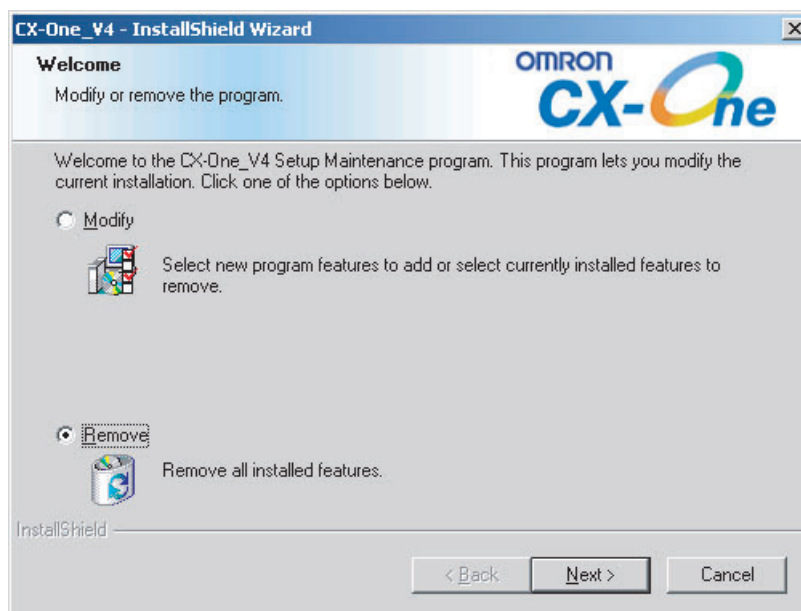 CX-One_V4 - InstallShield Wizard
Welcome
Modify or remove the program.
OMRON
CX-One
Welcome to the CX-One_V4 Setup Maintenance program. This program lets you modify the
current installation. Click one of the options below.
Modify
Select new program features to add or select currently installed features to
remove.
Remove
Remove all installed features.
InstallShield
< Back
Next >
Cancel